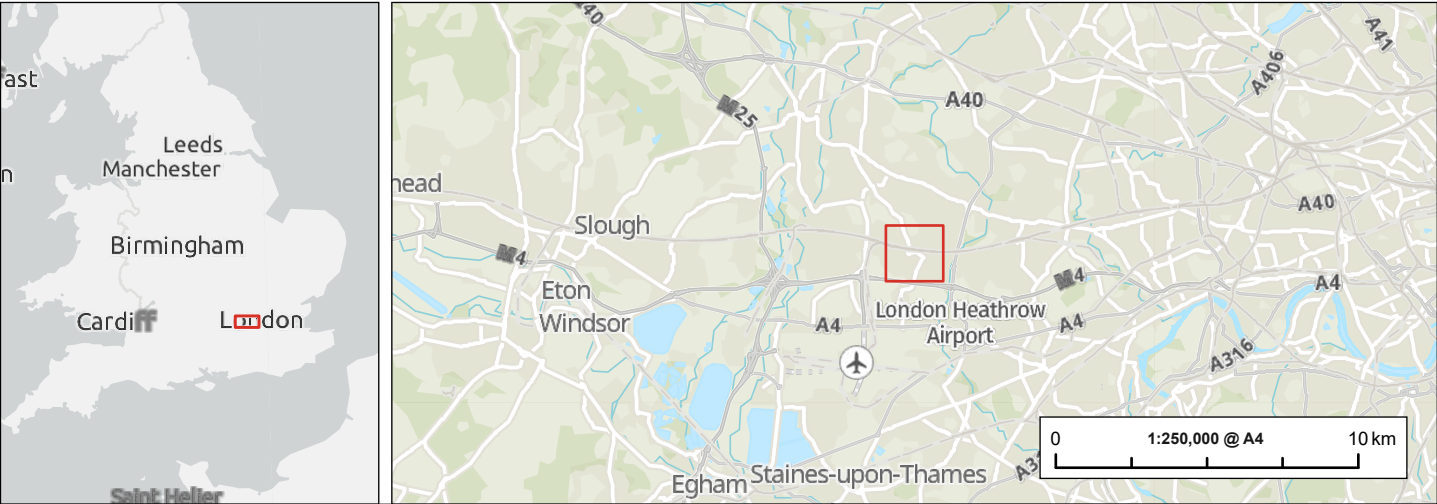 ast
Leeds
Manchester
n
Birmingham
Cardiff
London
Saint Helier
A40
M25
A40
A406
A41
head
Slough
A40
M4
Eton
Windsor
M4
A4
London Heathrow
Airport
A4
A4
A316
Egham
Staines-upon-Thames
0
1:250,000 @ A4
10 km